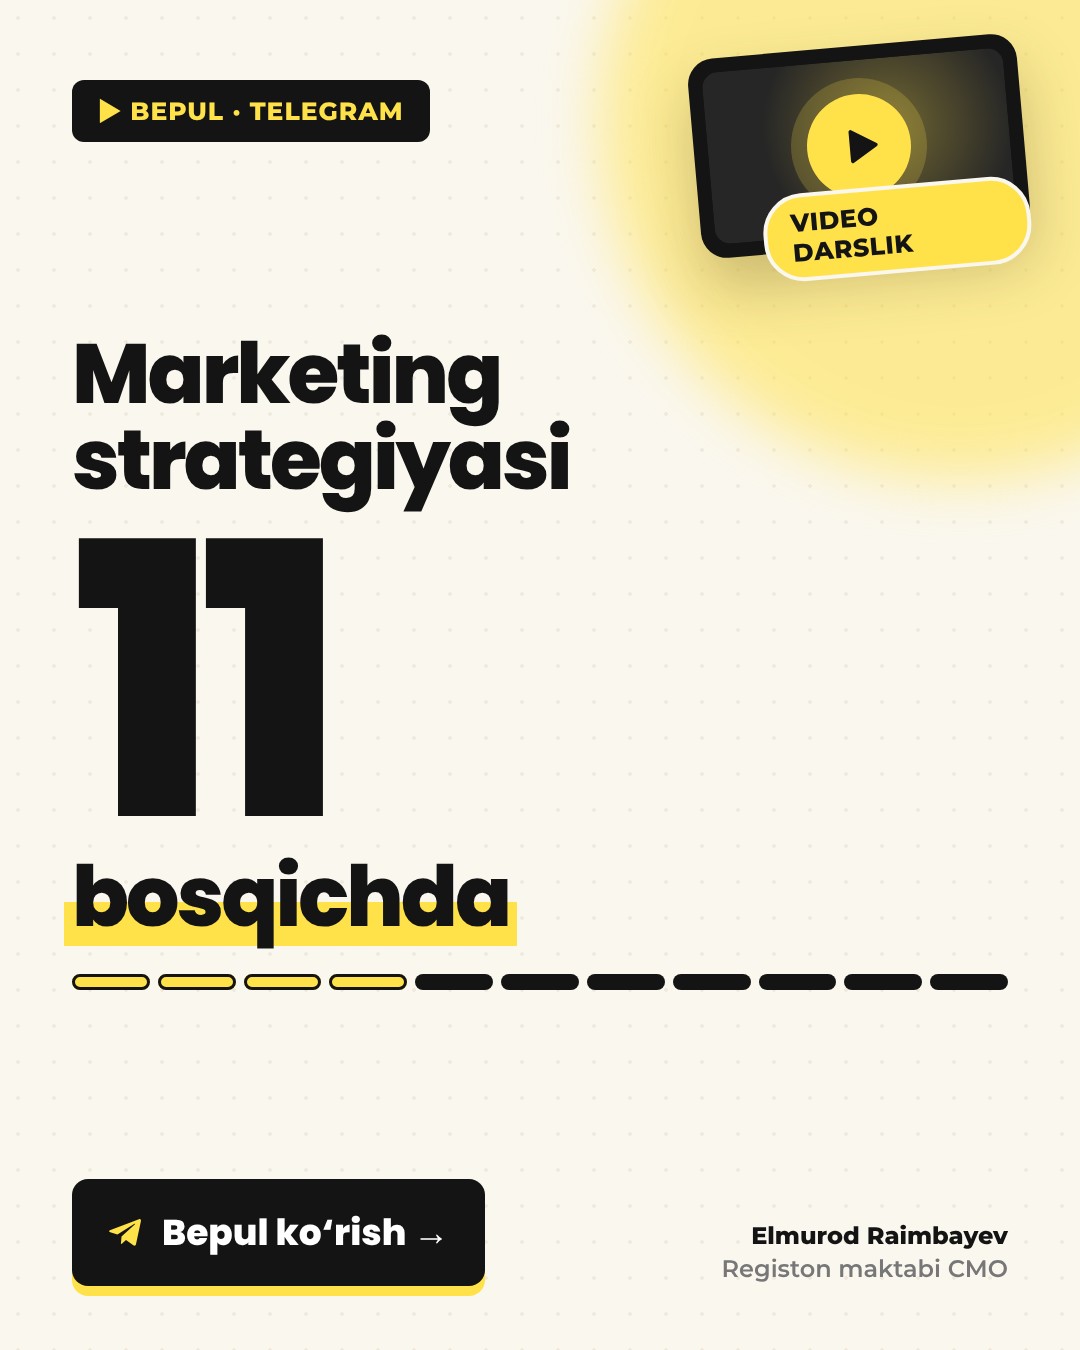 BEPUL • TELEGRAM
VIDEO
DARSLIK
Marketing
strategiyasi
11
bosqichda
Bepul ko‘rish →
Elmurod Raimbayev
Registon maktabi CMO